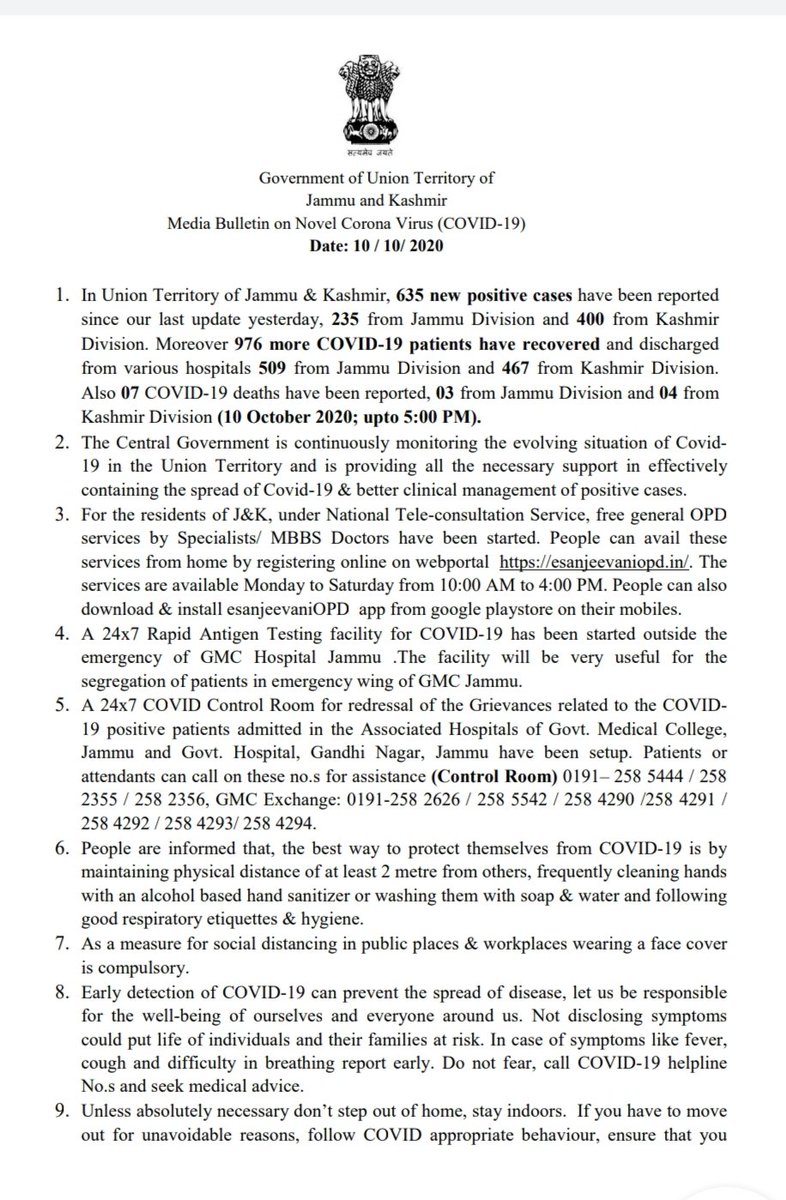 सत्यमेव जयते
Government of Union Territory of
Jammu and Kashmir
Media Bulletin on Novel Corona Virus (COVID-19)
Date: 10 / 10/ 2020
1. In Union Territory of Jammu & Kashmir, 635 new positive cases have been reported
since our last update yesterday, 235 from Jammu Division and 400 from Kashmir
Division. Moreover 976 more COVID-19 patients have recovered and discharged
from various hospitals 509 from Jammu Division and 467 from Kashmir Division.
Also 07 COVID-19 deaths have been reported, 03 from Jammu Division and 04 from
Kashmir Division (10 October 2020; upto 5:00 PM).
2. The Central Government is continuously monitoring the evolving situation of Covid-
19 in the Union Territory and is providing all the necessary support in effectively
containing the spread of Covid-19 & better clinical management of positive cases.
3. For the residents of J&K, under National Tele-consultation Service, free general OPD
services by Specialists/ MBBS Doctors have been started. People can avail these
services from home by registering online on webportal https://esanjeevaniopd.in/. The
services are available Monday to Saturday from 10:00 AM to 4:00 PM. People can also
download & install esanjeevaniOPD app from google playstore on their mobiles.
4. A 24x7 Rapid Antigen Testing facility for COVID-19 has been started outside the
emergency of GMC Hospital Jammu .The facility will be very useful for the
segregation of patients in emergency wing of GMC Jammu.
5. A 24x7 COVID Control Room for redressal of the Grievances related to the COVID-
19 positive patients admitted in the Associated Hospitals of Govt. Medical College,
Jammu and Govt. Hospital, Gandhi Nagar, Jammu have been setup. Patients or
attendants can call on these no.s for assistance (Control Room) 0191– 258 5444 / 258
2355 / 258 2356, GMC Exchange: 0191-258 2626 / 258 5542 / 258 4290 /258 4291 /
258 4292 / 258 4293/ 258 4294.
6. People are informed that, the best way to protect themselves from COVID-19 is by
maintaining physical distance of at least 2 metre from others, frequently cleaning hands
with an alcohol based hand sanitizer or washing them with soap & water and following
good respiratory etiquettes & hygiene.
7. As a measure for social distancing in public places & workplaces wearing a face cover
is compulsory.
8. Early detection of COVID-19 can prevent the spread of disease, let us be responsible
for the well-being of ourselves and everyone around us. Not disclosing symptoms
could put life of individuals and their families at risk. In case of symptoms like fever,
cough and difficulty in breathing report early. Do not fear, call COVID-19 helpline
No.s and seek medical advice.
9. Unless absolutely necessary don’t step out of home, stay indoors. If you have to move
out for unavoidable reasons, follow COVID appropriate behaviour, ensure that you